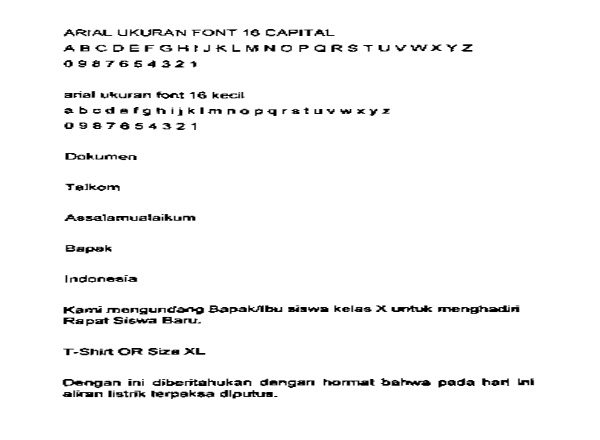 ARIAL UKURAN FONT 16 CAPITAL
A B C D E F G H I J K L M N O P Q R S T U V W X Y Z
0 9 8 7 6 5 4 3 2 1
arial ukuran font 16 kecil
a b c d e f g h i j k l m n o p q r s t u v w x y z
0 9 8 7 6 5 4 3 2 1
Dokumen
Telkom
Assalamualaikum
Bapak
Indonesia
Kami mengundang Bapak/Ibu siswa kelas X untuk menghadiri
Rapat Siswa Baru.
T-Shirt OR Size XL
Dengan ini diberitahukan dengan hormat bahwa pada hari ini
aliran listrik terpaksa diputus.